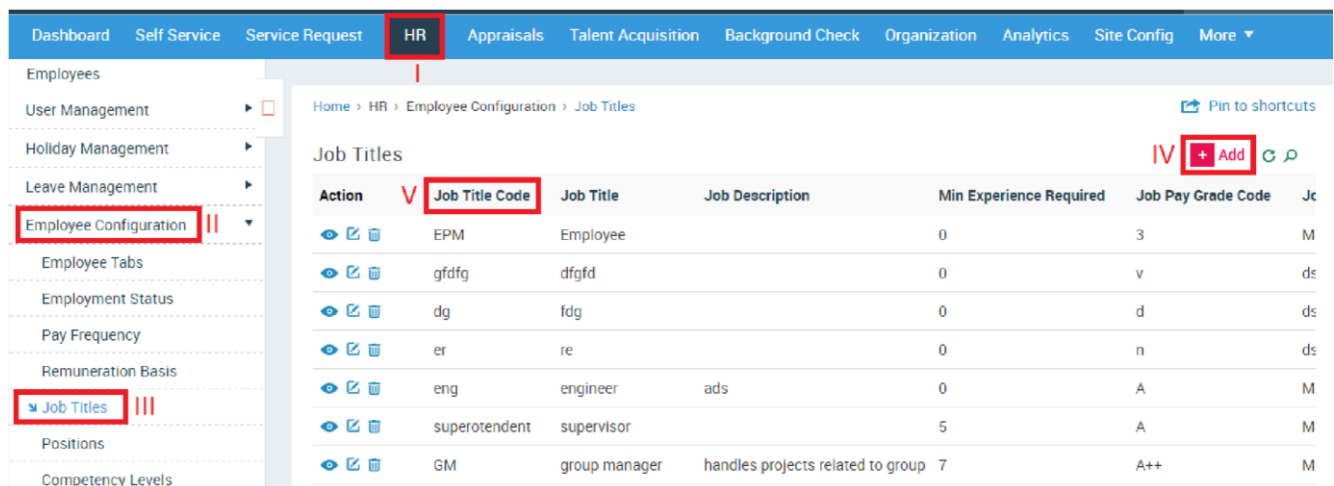 Dashboard Self Service Service Request HR Appraisals Talent Acquisition Background Check Organization Analytics Site Config More
I
Employees
User Management
Holiday Management
Leave Management
Employee Configuration II
Employee Tabs
Employment Status
Pay Frequency
Remuneration Basis
Job Titles III
Positions
Competency Levels
Home > HR > Employee Configuration > Job Titles Pin to shortcuts
Job Titles IV + Add
Action V Job Title Code Job Title Job Description Min Experience Required Job Pay Grade Code Jo
EPM Employee 0 3 M
gfdfg dfgfd 0 v ds
dg fdg 0 d ds
er re 0 n ds
eng engineer ads 0 A M
superotendent supervisor 5 A M
GM group manager handles projects related to group 7 A++ M